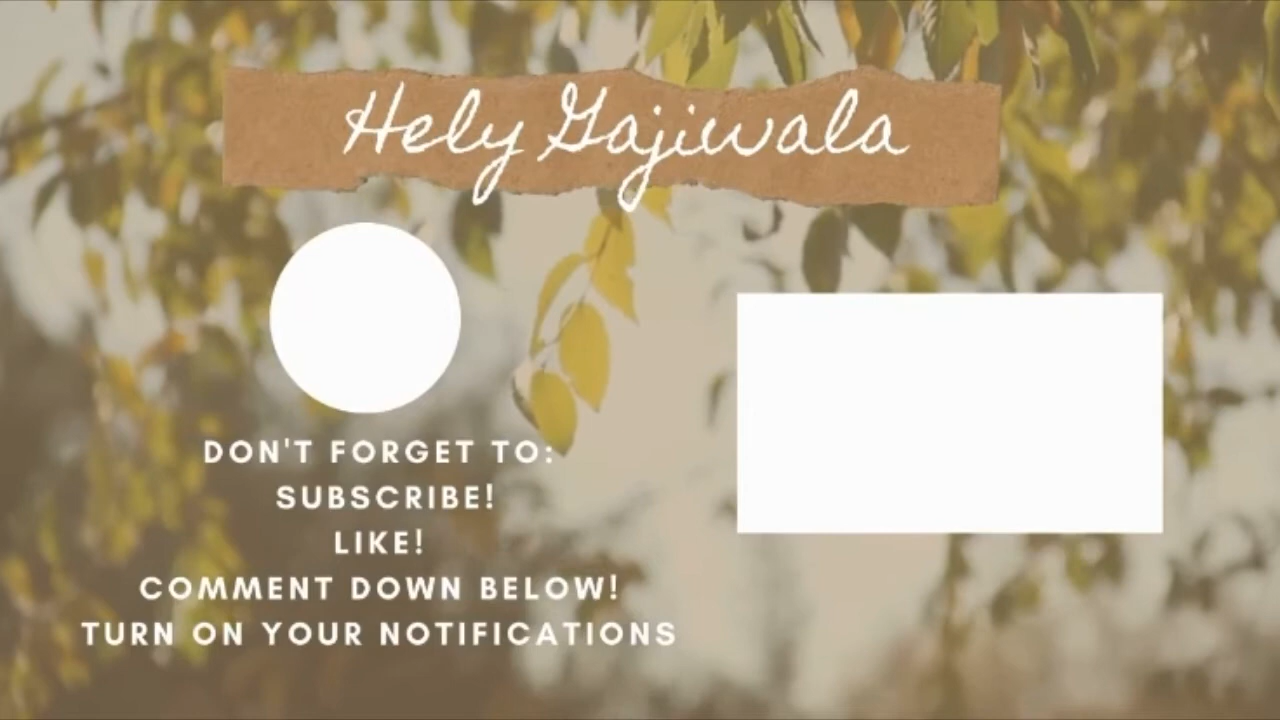 Hely Gajiwala
DON'T FORGET TO:
SUBSCRIBE!
LIKE!
COMMENT DOWN BELOW!
TURN ON YOUR NOTIFICATIONS